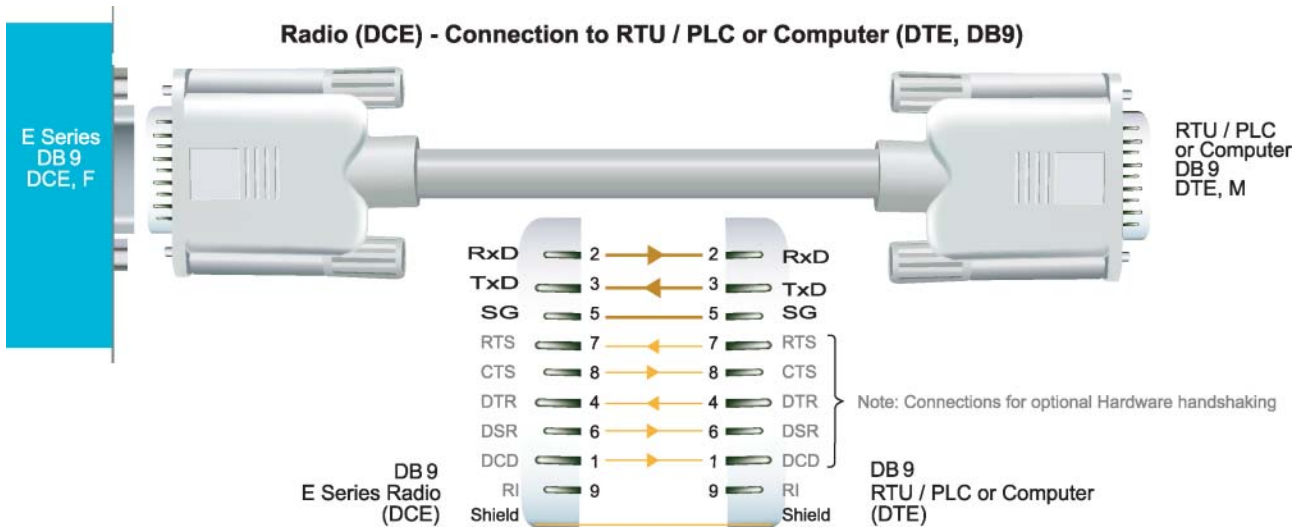 Radio (DCE) - Connection to RTU / PLC or Computer (DTE, DB9)
E Series
DB 9
DCE, F
RTU / PLC
or Computer
DB 9
DTE, M
RxD 2 2 RxD
TxD 3 3 TxD
SG 5 5 SG
RTS 7 7 RTS
CTS 8 8 CTS
DTR 4 4 DTR
DSR 6 6 DSR
DCD 1 1 DCD
RI 9 9 RI
Shield Shield
Note: Connections for optional Hardware handshaking
DB 9
E Series Radio
(DCE)
DB 9
RTU / PLC or Computer
(DTE)